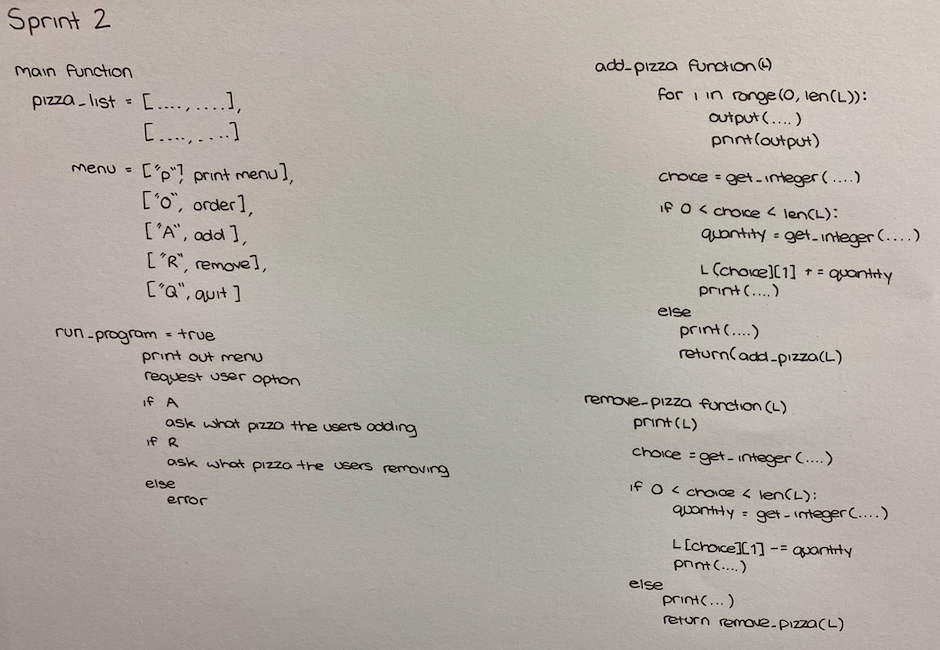 Sprint 2
main function
pizza_list = [....,....],
[....,....]
menu = ["p", print menu],
["O", order],
["A", add],
["R", remove],
["Q", quit]
run_program = true
print out menu
request user option
if A
ask what pizza the users adding
if R
ask what pizza the users removing
else
error
add_pizza function(L)
for i in range(0, len(L)):
output(....)
print(output)
choice = get_integer(....)
if 0 < choice < len(L):
quantity = get_integer(....)
L[choice][1] += quantity
print(....)
else
print(....)
return(add_pizza(L)
remove_pizza function(L)
print(L)
choice = get_integer(....)
if 0 < choice < len(L):
quantity = get_integer(....)
L[choice][1] -= quantity
print(....)
else
print(...)
return remove_pizza(L)